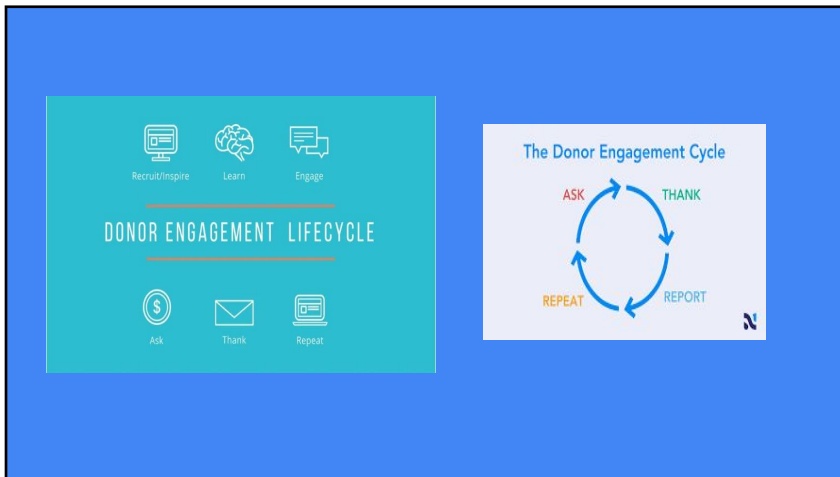 Recruit/Inspire Learn Engage
DONOR ENGAGEMENT LIFECYCLE
Ask Thank Repeat
The Donor Engagement Cycle
ASK THANK
REPEAT REPORT